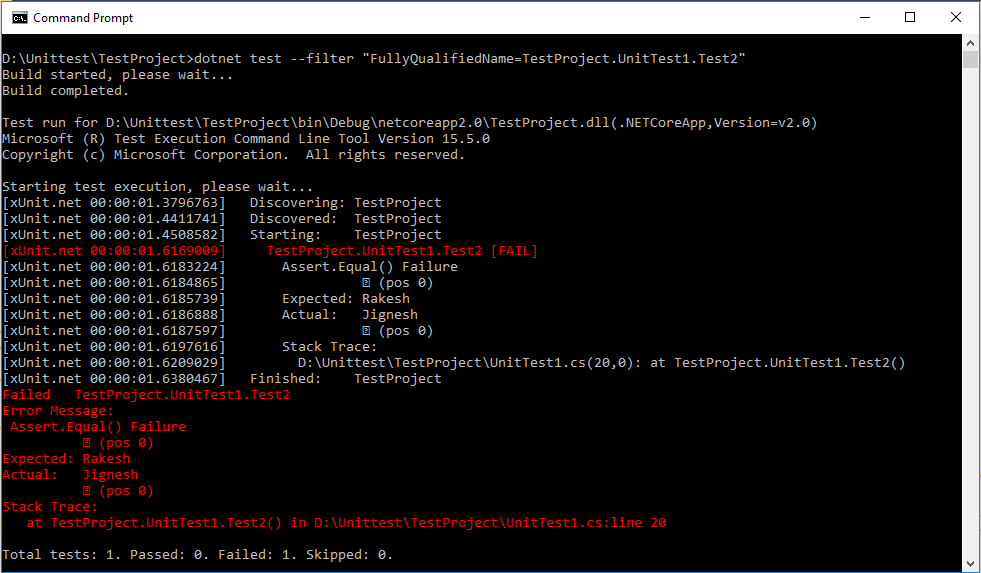 Command Prompt
D:\Unittest\TestProject>dotnet test --filter "FullyQualifiedName=TestProject.UnitTest1.Test2"
Build started, please wait...
Build completed.
Test run for D:\Unittest\TestProject\bin\Debug\netcoreapp2.0\TestProject.dll(.NETCoreApp,Version=v2.0)
Microsoft (R) Test Execution Command Line Tool Version 15.5.0
Copyright (c) Microsoft Corporation.  All rights reserved.
Starting test execution, please wait...
[xUnit.net 00:00:01.3796763]   Discovering: TestProject
[xUnit.net 00:00:01.4411741]   Discovered:  TestProject
[xUnit.net 00:00:01.4508582]   Starting:    TestProject
[xUnit.net 00:00:01.6169009]     TestProject.UnitTest1.Test2 [FAIL]
[xUnit.net 00:00:01.6183224]       Assert.Equal() Failure
[xUnit.net 00:00:01.6184865]                 ⍰ (pos 0)
[xUnit.net 00:00:01.6185739]       Expected: Rakesh
[xUnit.net 00:00:01.6186888]       Actual:   Jignesh
[xUnit.net 00:00:01.6187597]                 ⍰ (pos 0)
[xUnit.net 00:00:01.6197616]       Stack Trace:
[xUnit.net 00:00:01.6209029]         D:\Unittest\TestProject\UnitTest1.cs(20,0): at TestProject.UnitTest1.Test2()
[xUnit.net 00:00:01.6380467]   Finished:    TestProject
Failed   TestProject.UnitTest1.Test2
Error Message:
 Assert.Equal() Failure
          ⍰ (pos 0)
Expected: Rakesh
Actual:   Jignesh
          ⍰ (pos 0)
Stack Trace:
   at TestProject.UnitTest1.Test2() in D:\Unittest\TestProject\UnitTest1.cs:line 20
Total tests: 1. Passed: 0. Failed: 1. Skipped: 0.